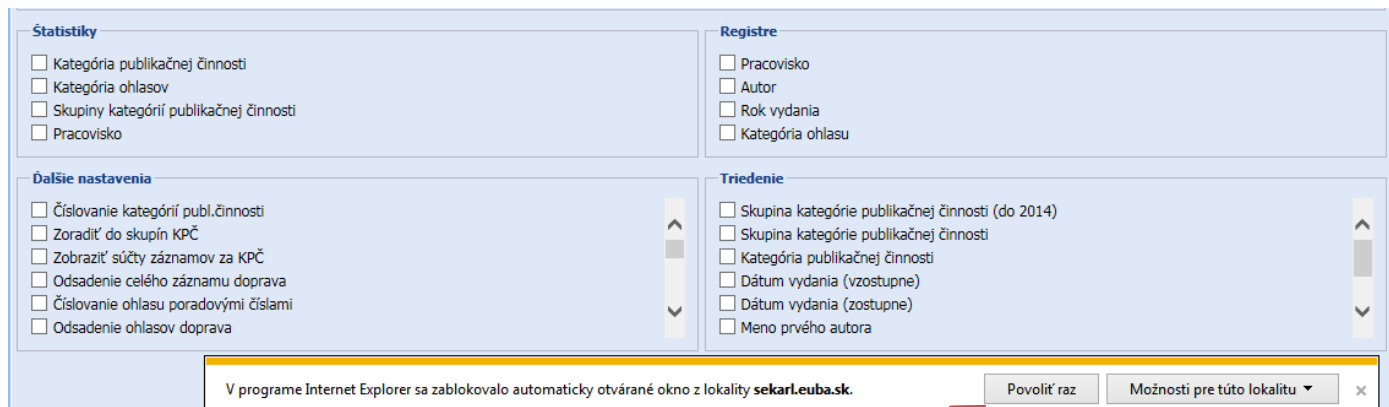 Štatistiky
Kategória publikačnej činnosti
Kategória ohlasov
Skupiny kategórií publikačnej činnosti
Pracovisko
Registre
Pracovisko
Autor
Rok vydania
Kategória ohlasu
Ďalšie nastavenia
Číslovanie kategórií publ.činnosti
Zoradiť do skupín KPČ
Zobraziť súčty záznamov za KPČ
Odsadenie celého záznamu doprava
Číslovanie ohlasu poradovými číslami
Odsadenie ohlasov doprava
Triedenie
Skupina kategórie publikačnej činnosti (do 2014)
Skupina kategórie publikačnej činnosti
Kategória publikačnej činnosti
Dátum vydania (vzostupne)
Dátum vydania (zostupne)
Meno prvého autora
V programe Internet Explorer sa zablokovalo automaticky otvárané okno z lokality sekarl.euba.sk.
Povoliť raz
Možnosti pre túto lokalitu